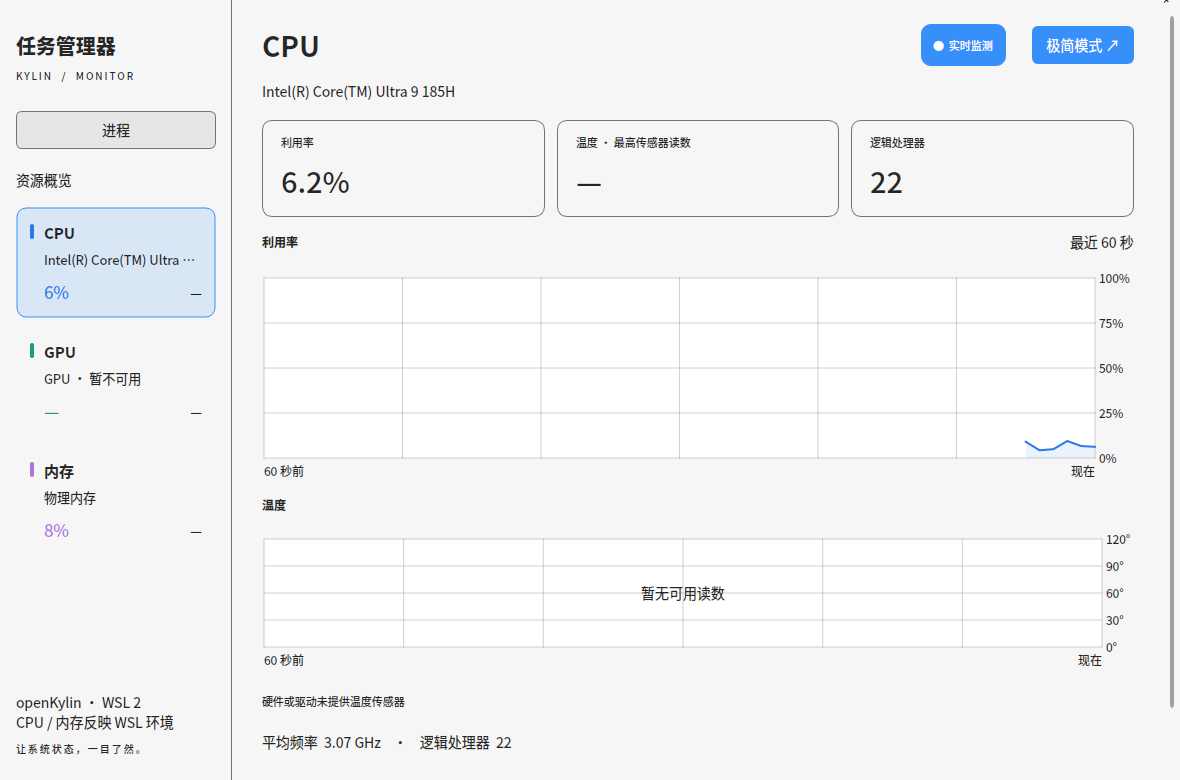 任务管理器
KYLIN / MONITOR
进程
资源概览
CPU
Intel(R) Core(TM) Ultra ⋯
6% —
GPU
GPU · 暂不可用
— —
内存
物理内存
8% —
openKylin · WSL 2
CPU / 内存反映 WSL 环境
让系统状态，一目了然。
CPU
● 实时监测
极简模式 ↗
Intel(R) Core(TM) Ultra 9 185H
利用率
6.2%
温度 · 最高传感器读数
—
逻辑处理器
22
利用率
最近 60 秒
100%
75%
50%
25%
0%
60 秒前
现在
温度
120°
90°
60°
30°
0°
暂无可用读数
60 秒前
现在
硬件或驱动未提供温度传感器
平均频率 3.07 GHz · 逻辑处理器 22